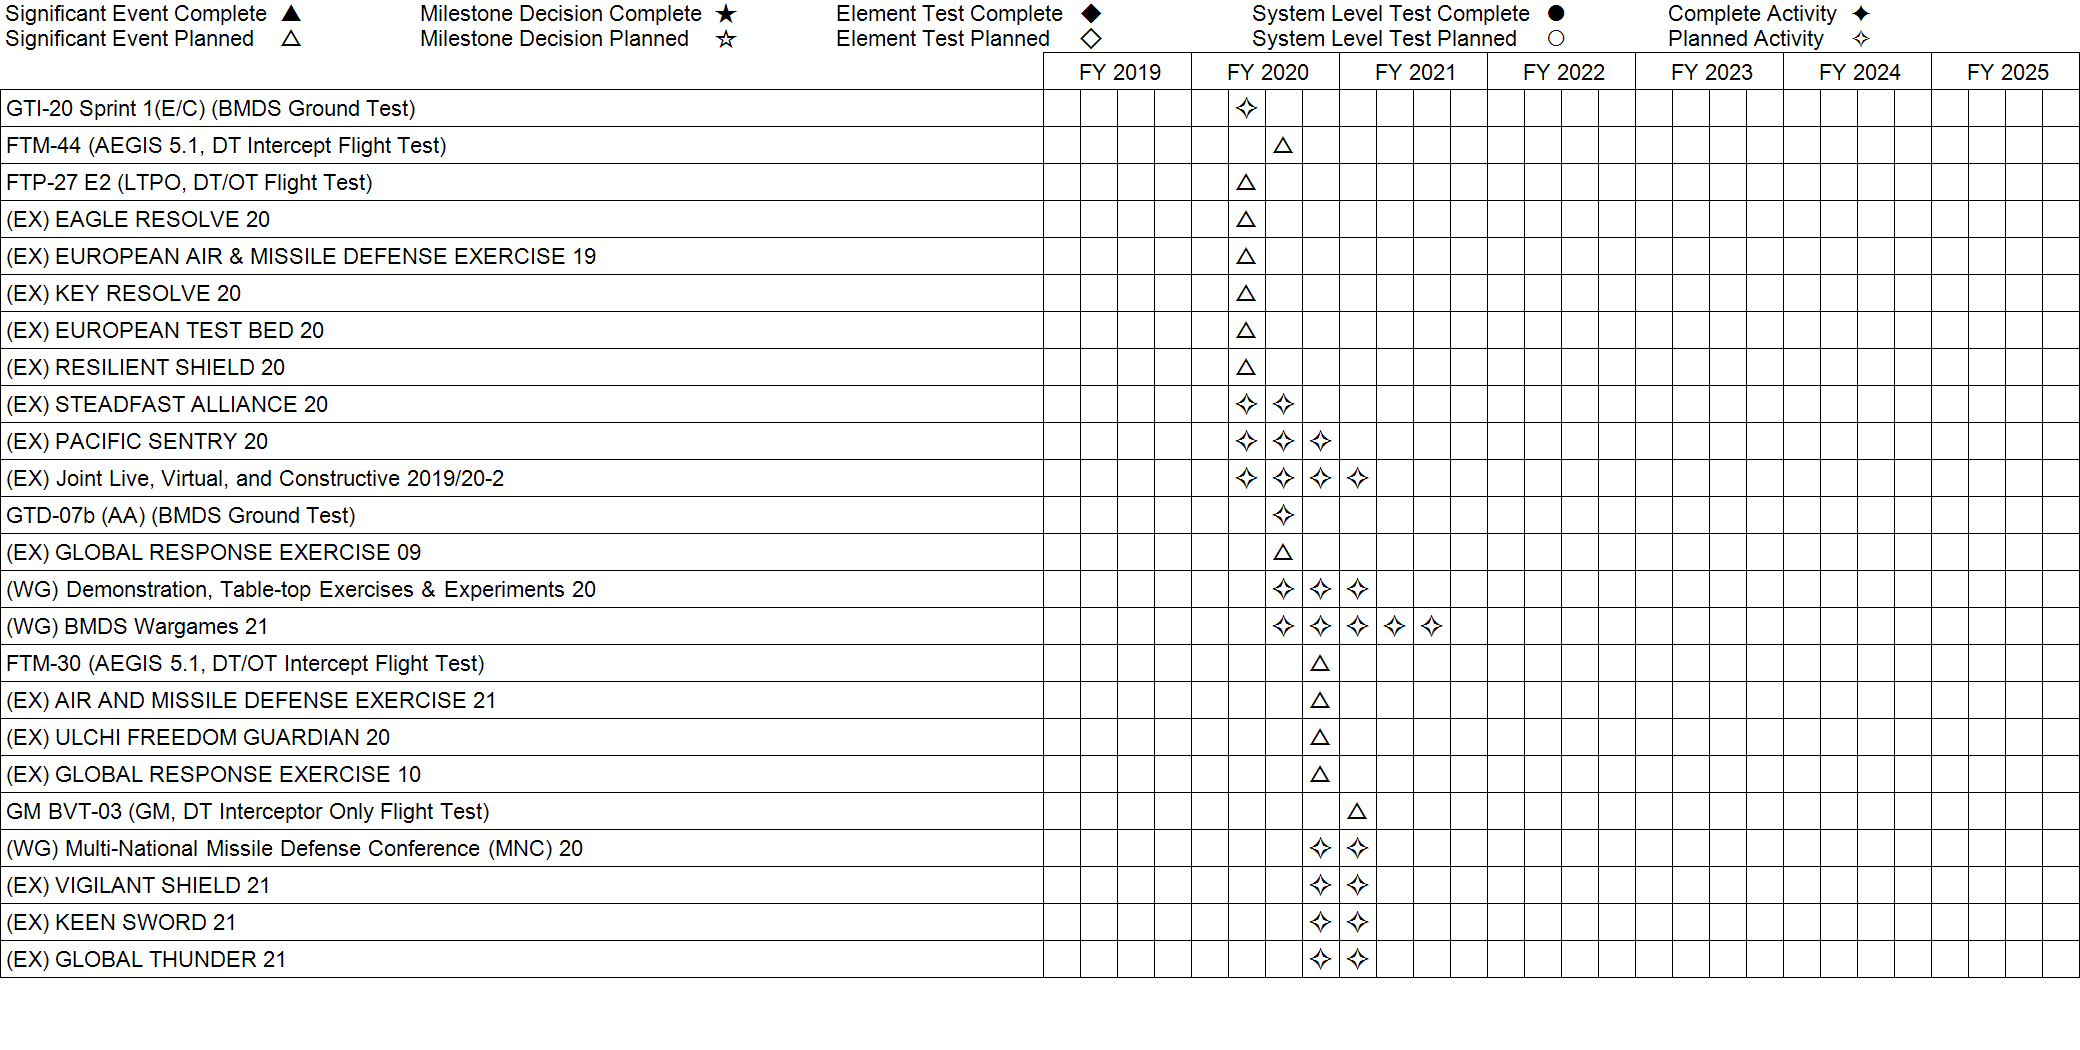 Significant Event Complete ▲ Milestone Decision Complete ★ Element Test Complete ◆ System Level Test Complete ● Complete Activity ✦
Significant Event Planned △ Milestone Decision Planned ☆ Element Test Planned ◇ System Level Test Planned ○ Planned Activity ✧
FY 2019 FY 2020 FY 2021 FY 2022 FY 2023 FY 2024 FY 2025
GTI-20 Sprint 1(E/C) (BMDS Ground Test) ✧
FTM-44 (AEGIS 5.1, DT Intercept Flight Test) △
FTP-27 E2 (LTPO, DT/OT Flight Test) △
(EX) EAGLE RESOLVE 20 △
(EX) EUROPEAN AIR & MISSILE DEFENSE EXERCISE 19 △
(EX) KEY RESOLVE 20 △
(EX) EUROPEAN TEST BED 20 △
(EX) RESILIENT SHIELD 20 △
(EX) STEADFAST ALLIANCE 20 ✧ ✧
(EX) PACIFIC SENTRY 20 ✧ ✧ ✧
(EX) Joint Live, Virtual, and Constructive 2019/20-2 ✧ ✧ ✧ ✧
GTD-07b (AA) (BMDS Ground Test) ✧
(EX) GLOBAL RESPONSE EXERCISE 09 △
(WG) Demonstration, Table-top Exercises & Experiments 20 ✧ ✧ ✧
(WG) BMDS Wargames 21 ✧ ✧ ✧ ✧ ✧
FTM-30 (AEGIS 5.1, DT/OT Intercept Flight Test) △
(EX) AIR AND MISSILE DEFENSE EXERCISE 21 △
(EX) ULCHI FREEDOM GUARDIAN 20 △
(EX) GLOBAL RESPONSE EXERCISE 10 △
GM BVT-03 (GM, DT Interceptor Only Flight Test) △
(WG) Multi-National Missile Defense Conference (MNC) 20 ✧ ✧
(EX) VIGILANT SHIELD 21 ✧ ✧
(EX) KEEN SWORD 21 ✧ ✧
(EX) GLOBAL THUNDER 21 ✧ ✧